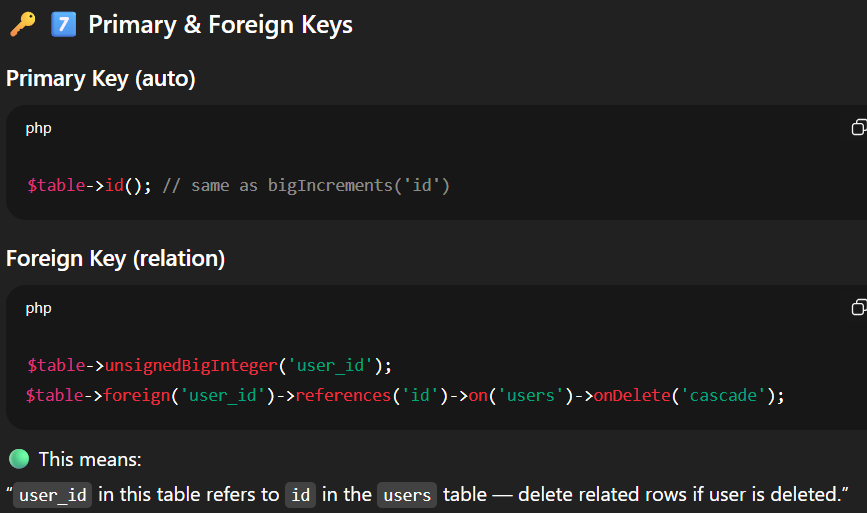 🔑 7️⃣ Primary & Foreign Keys
Primary Key (auto)
php
$table->id(); // same as bigIncrements('id')
Foreign Key (relation)
php
$table->unsignedBigInteger('user_id');
$table->foreign('user_id')->references('id')->on('users')->onDelete('cascade');
🟢 This means:
“user_id in this table refers to id in the users table — delete related rows if user is deleted.”